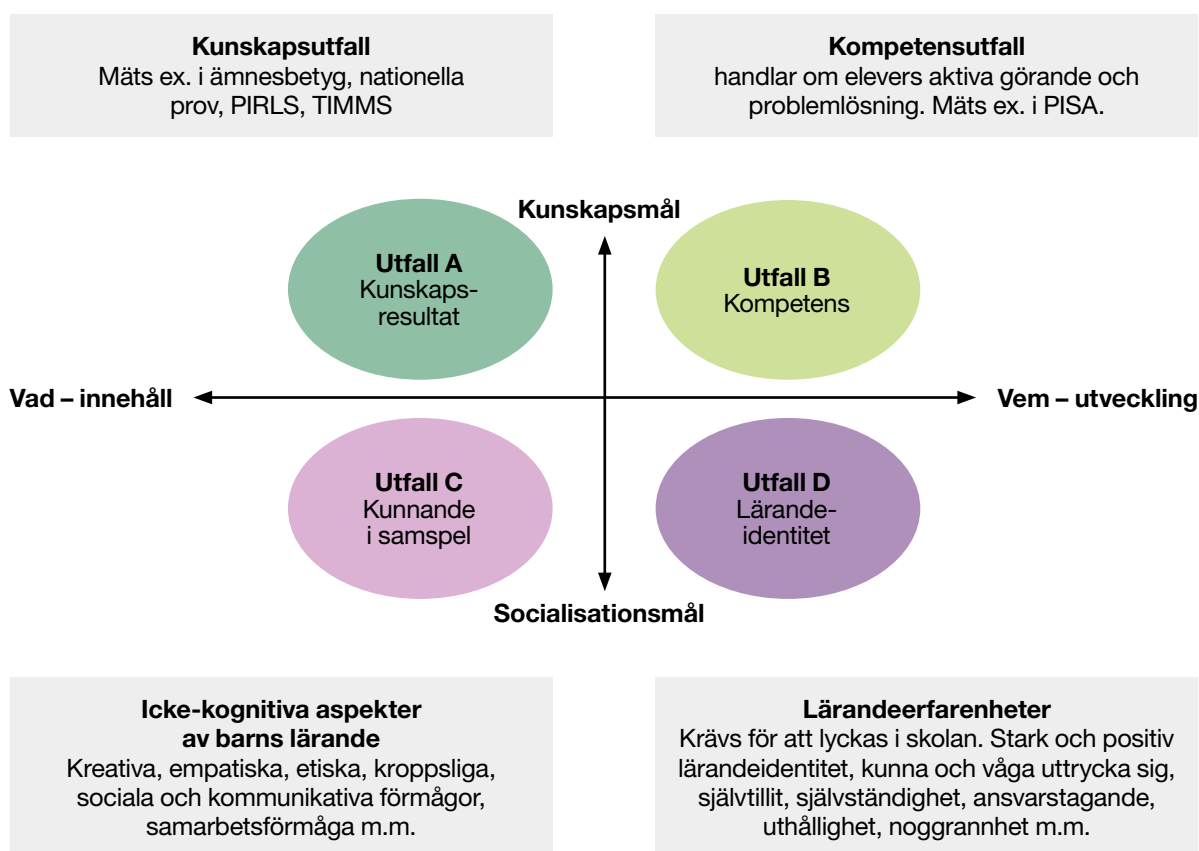 Kunskapsutfall
Mäts ex. i ämnesbetyg, nationella
prov, PIRLS, TIMMS
Kompetensutfall
handlar om elevers aktiva görande och
problemlösning. Mäts ex. i PISA.
Kunskapsmål
Utfall A
Kunskaps-
resultat
Utfall B
Kompetens
Vad – innehåll
Vem – utveckling
Utfall C
Kunnande
i samspel
Utfall D
Lärande-
identitet
Socialisationsmål
Icke-kognitiva aspekter
av barns lärande
Kreativa, empatiska, etiska, kroppsliga,
sociala och kommunikativa förmågor,
samarbetsförmåga m.m.
Lärandeerfarenheter
Krävs för att lyckas i skolan. Stark och positiv
lärandeidentitet, kunna och våga uttrycka sig,
självtillit, självständighet, ansvarstagande,
uthållighet, noggrannhet m.m.